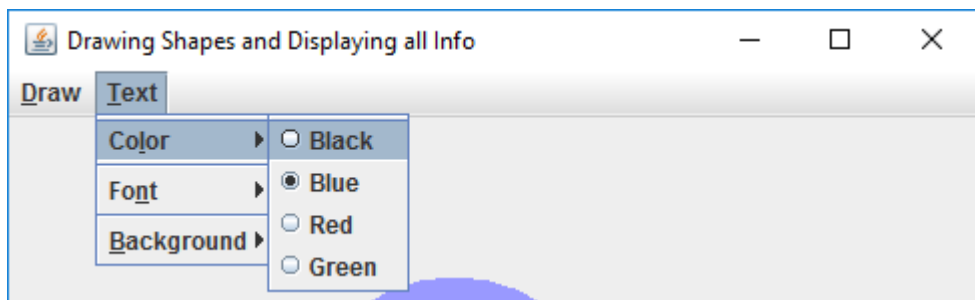 Drawing Shapes and Displaying all Info
Draw Text
Color Black
Blue
Font
Red
Background
Green